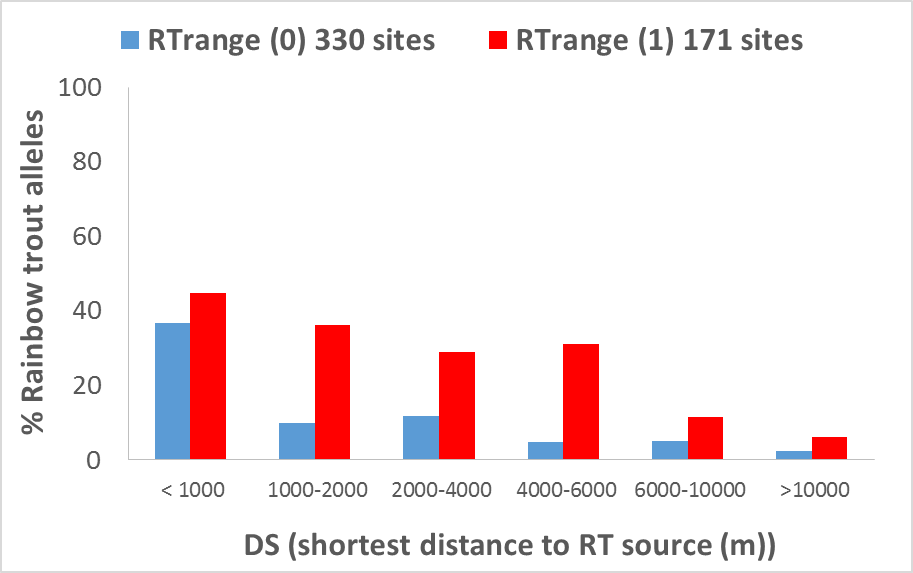 RTrange (0) 330 sites RTrange (1) 171 sites
% Rainbow trout alleles
100
80
60
40
20
0
< 1000 1000-2000 2000-4000 4000-6000 6000-10000 >10000
DS (shortest distance to RT source (m))